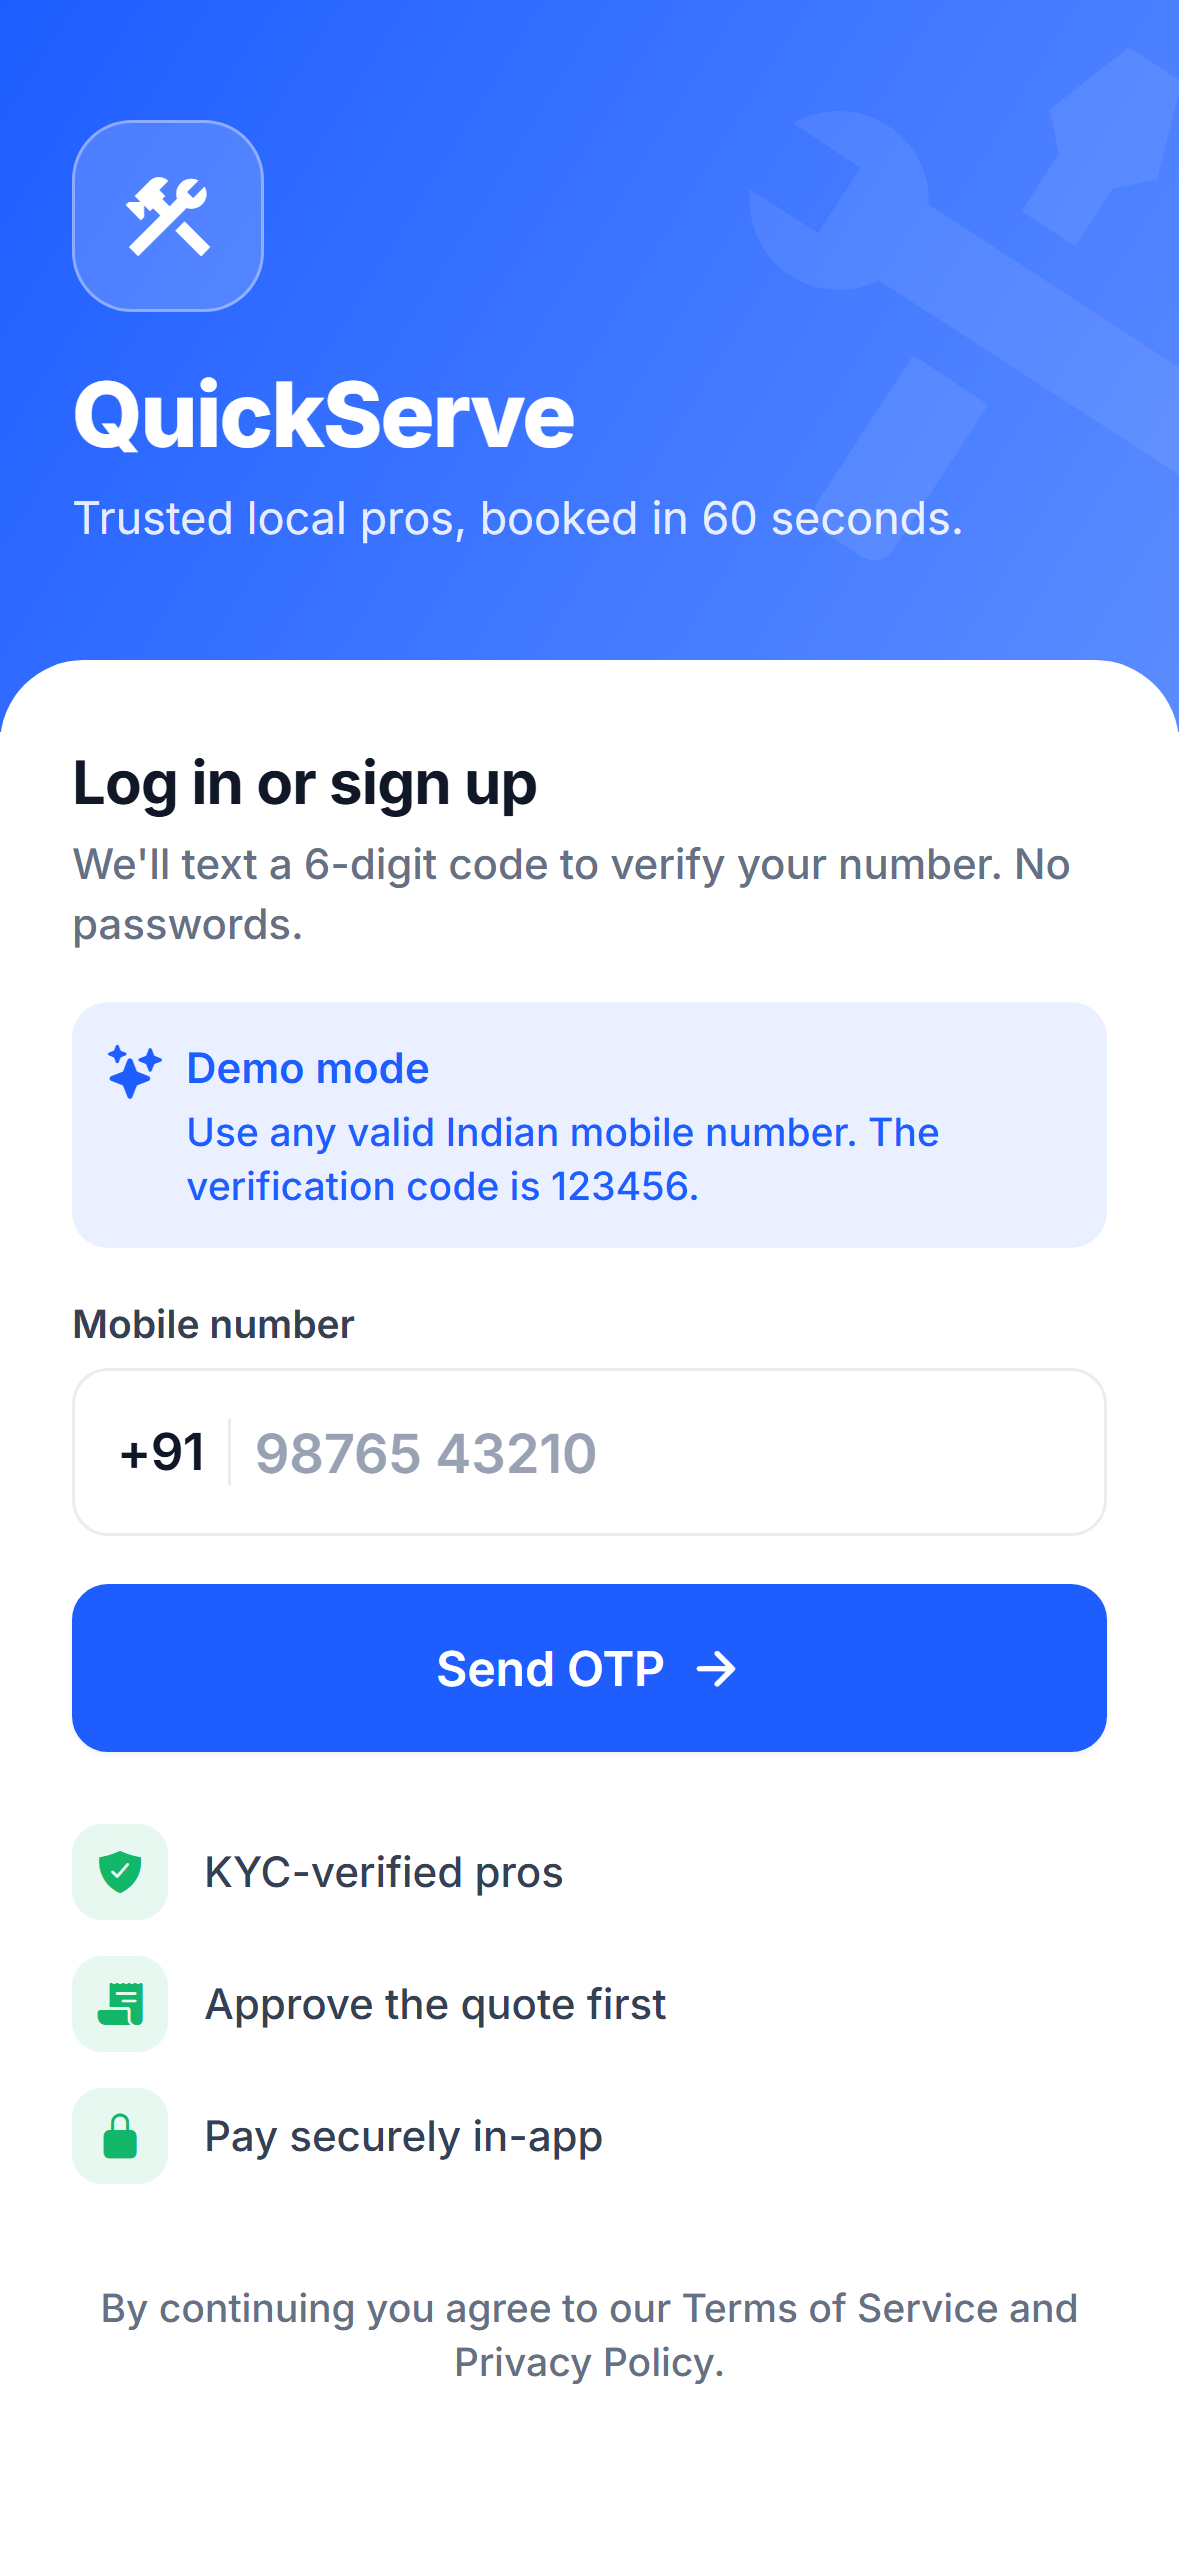 QuickServe
Trusted local pros, booked in 60 seconds.
Log in or sign up
We'll text a 6-digit code to verify your number. No
passwords.
Demo mode
Use any valid Indian mobile number. The
verification code is 123456.
Mobile number
+91 98765 43210
Send OTP →
KYC-verified pros
Approve the quote first
Pay securely in-app
By continuing you agree to our Terms of Service and
Privacy Policy.